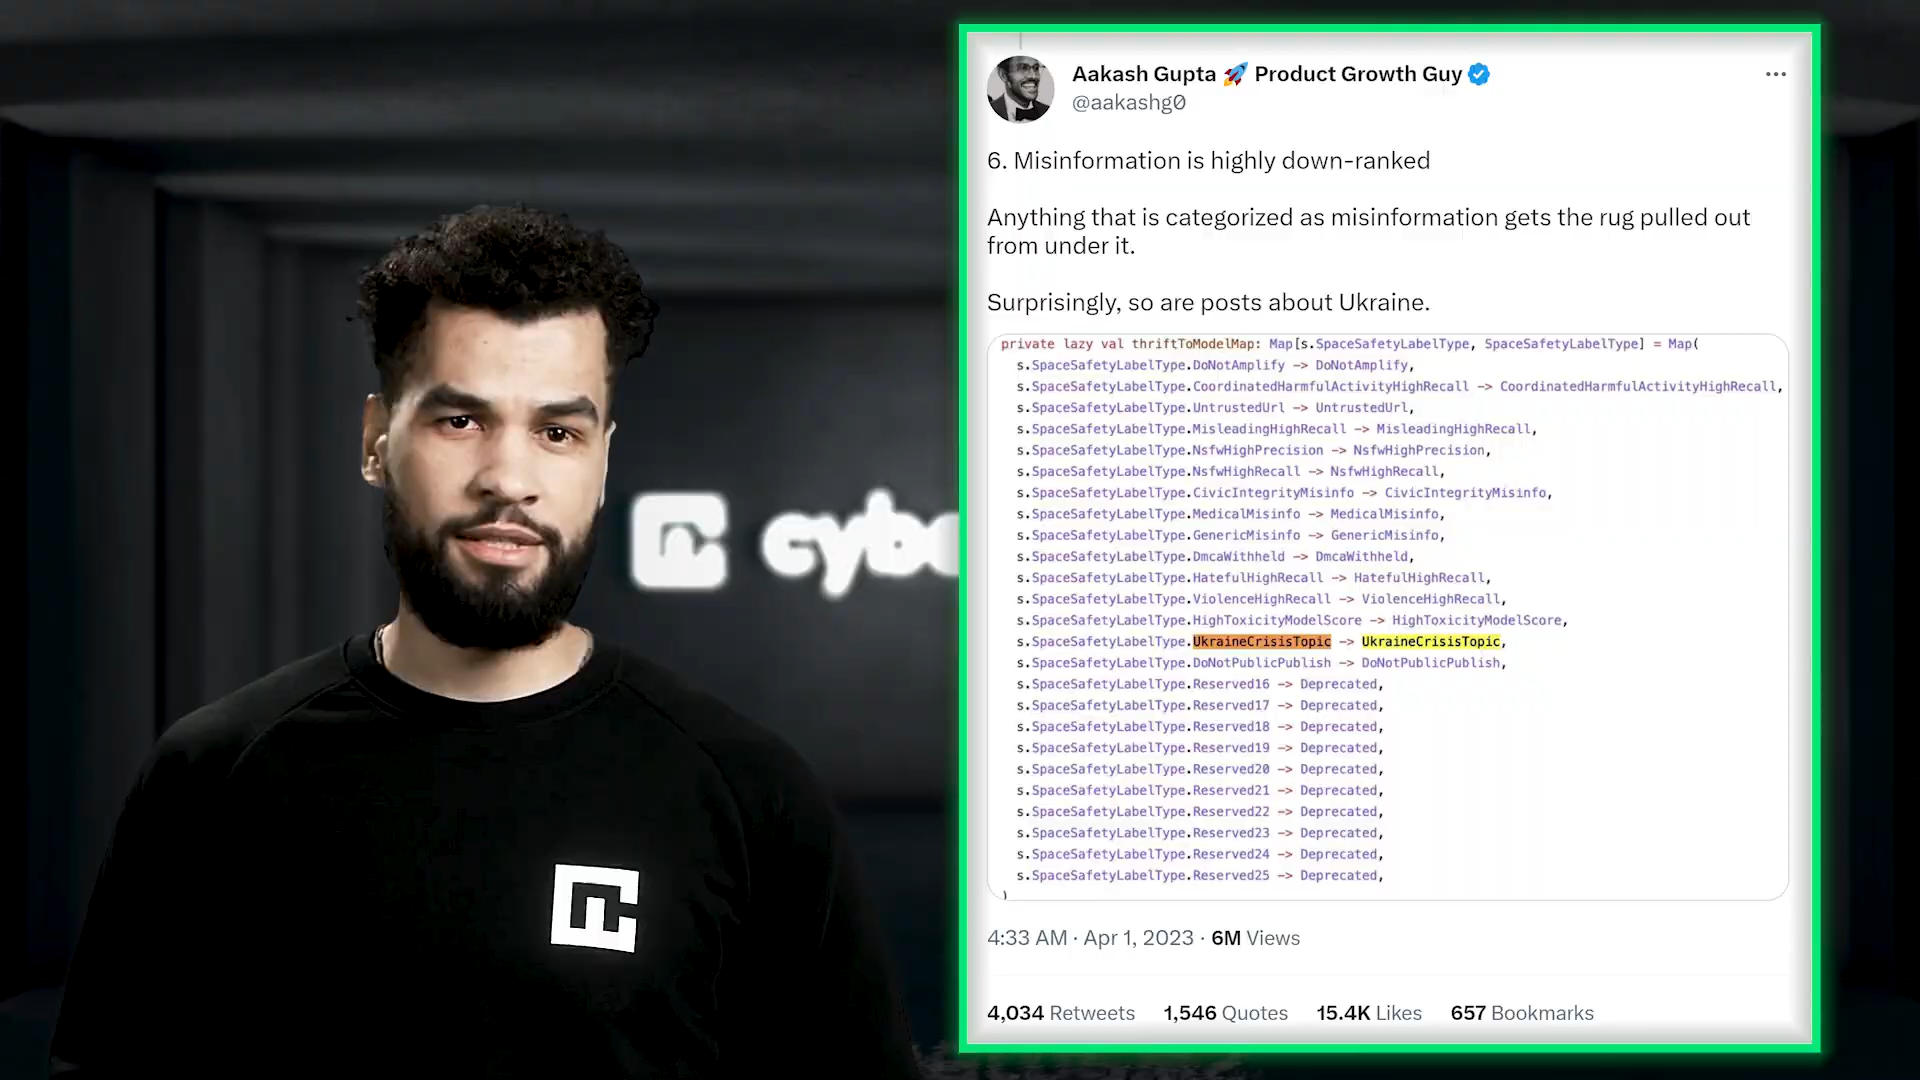 Aakash Gupta 🚀 Product Growth Guy
@aakashg0
6. Misinformation is highly down-ranked
Anything that is categorized as misinformation gets the rug pulled out
from under it.
Surprisingly, so are posts about Ukraine.
private lazy val thriftToModelMap: Map[s.SpaceSafetyLabelType, SpaceSafetyLabelType] = Map(
s.SpaceSafetyLabelType.DoNotAmplify -> DoNotAmplify,
s.SpaceSafetyLabelType.CoordinatedHarmfulActivityHighRecall -> CoordinatedHarmfulActivityHighRecall,
s.SpaceSafetyLabelType.UntrustedUrl -> UntrustedUrl,
s.SpaceSafetyLabelType.MisleadingHighRecall -> MisleadingHighRecall,
s.SpaceSafetyLabelType.NsfwHighPrecision -> NsfwHighPrecision,
s.SpaceSafetyLabelType.NsfwHighRecall -> NsfwHighRecall,
s.SpaceSafetyLabelType.CivicIntegrityMisinfo -> CivicIntegrityMisinfo,
s.SpaceSafetyLabelType.MedicalMisinfo -> MedicalMisinfo,
s.SpaceSafetyLabelType.GenericMisinfo -> GenericMisinfo,
s.SpaceSafetyLabelType.DmcaWithheld -> DmcaWithheld,
s.SpaceSafetyLabelType.HatefulHighRecall -> HatefulHighRecall,
s.SpaceSafetyLabelType.ViolenceHighRecall -> ViolenceHighRecall,
s.SpaceSafetyLabelType.HighToxicityModelScore -> HighToxicityModelScore,
s.SpaceSafetyLabelType.UkraineCrisisTopic -> UkraineCrisisTopic,
s.SpaceSafetyLabelType.DoNotPublicPublish -> DoNotPublicPublish,
s.SpaceSafetyLabelType.Reserved16 -> Deprecated,
s.SpaceSafetyLabelType.Reserved17 -> Deprecated,
s.SpaceSafetyLabelType.Reserved18 -> Deprecated,
s.SpaceSafetyLabelType.Reserved19 -> Deprecated,
s.SpaceSafetyLabelType.Reserved20 -> Deprecated,
s.SpaceSafetyLabelType.Reserved21 -> Deprecated,
s.SpaceSafetyLabelType.Reserved22 -> Deprecated,
s.SpaceSafetyLabelType.Reserved23 -> Deprecated,
s.SpaceSafetyLabelType.Reserved24 -> Deprecated,
s.SpaceSafetyLabelType.Reserved25 -> Deprecated,
)
4:33 AM · Apr 1, 2023 · 6M Views
4,034 Retweets 1,546 Quotes 15.4K Likes 657 Bookmarks